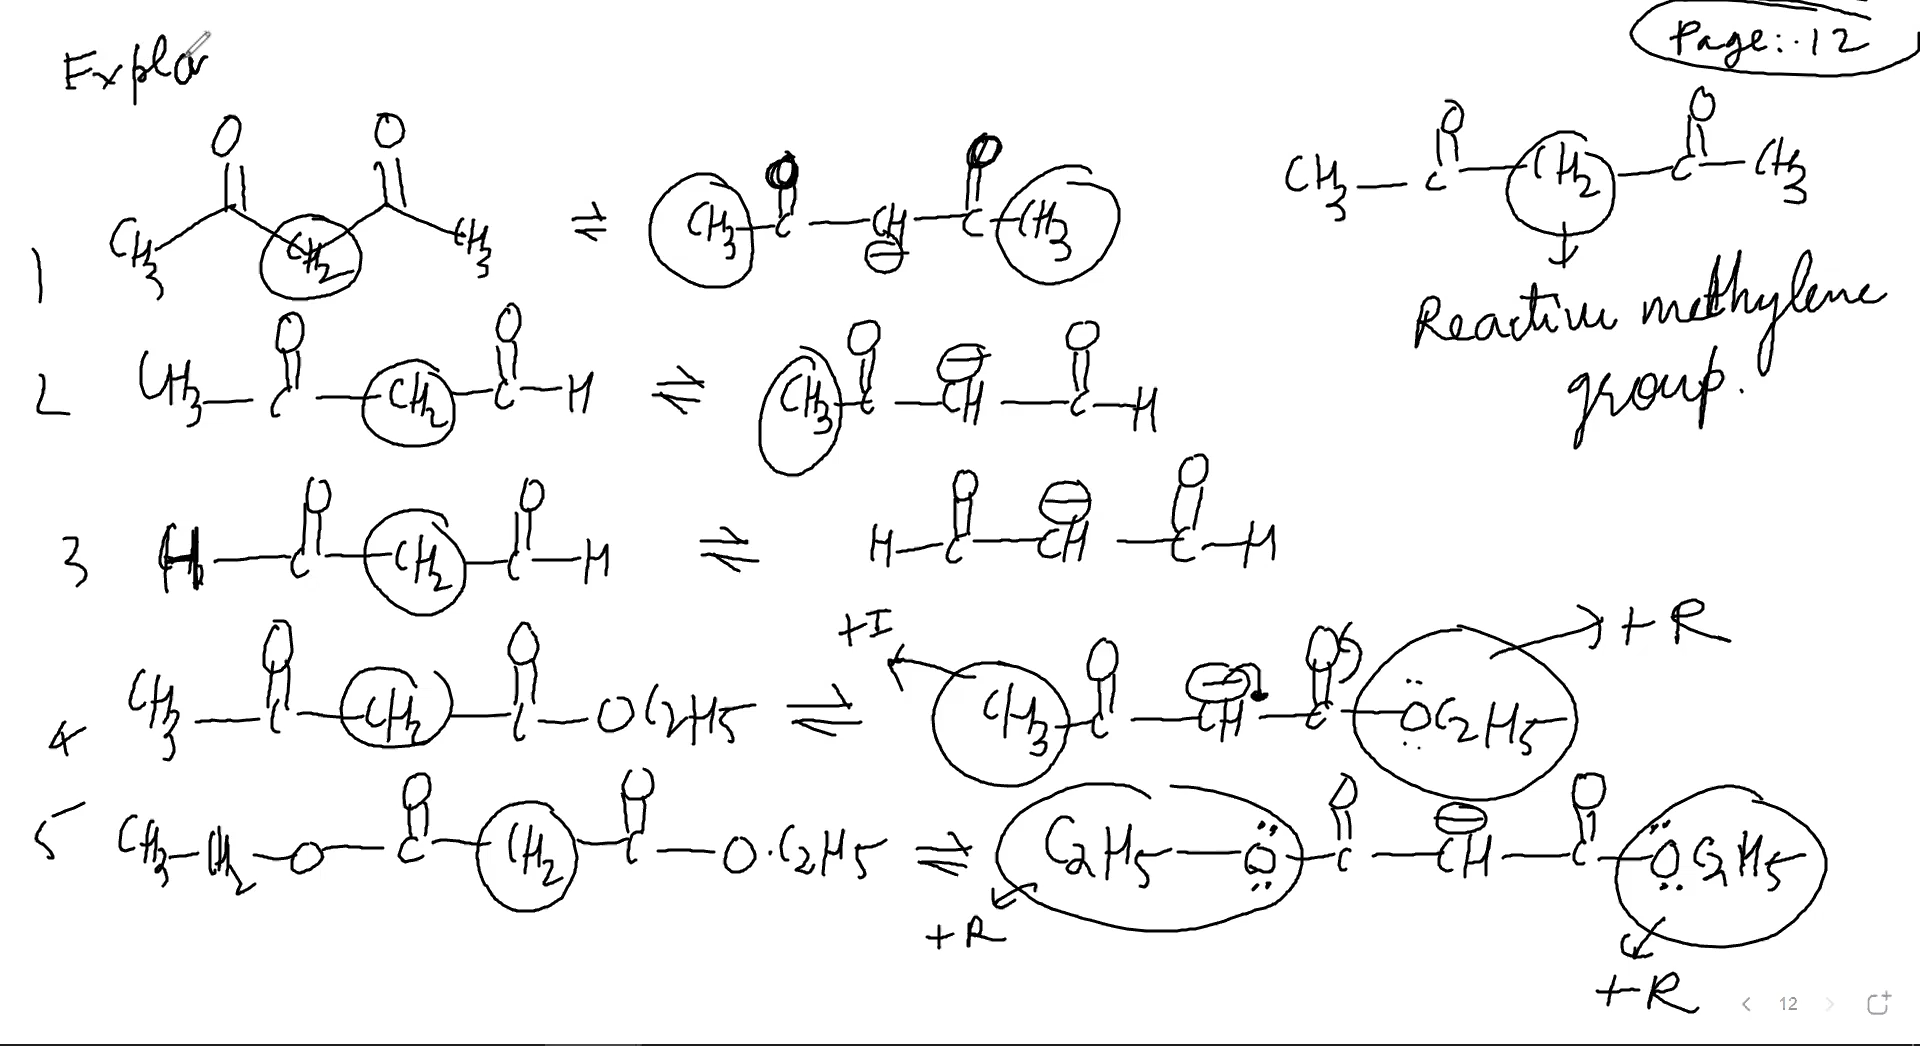 Page: 12
Expla
1 CH3 O CH2 O CH3 ⇌ CH3-C(=O)-CH(⊖)-C(=O)-CH3
CH3-C(=O)-CH2-C(=O)-CH3
Reactive methylene
group.
2 CH3-C(=O)-CH2-C(=O)-H ⇌ CH3-C(=O)-CH(⊖)-C(=O)-H
3 H-C(=O)-CH2-C(=O)-H ⇌ H-C(=O)-CH(⊖)-C(=O)-H
+I +R
4 CH3-C(=O)-CH2-C(=O)-OC2H5 ⇌ CH3-C(=O)-CH(⊖)-C(=O)-OC2H5
5 CH3-CH2-O-C(=O)-CH2-C(=O)-O.C2H5 ⇌ C2H5-O-C(=O)-CH(⊖)-C(=O)-OC2H5
+R
+R
12